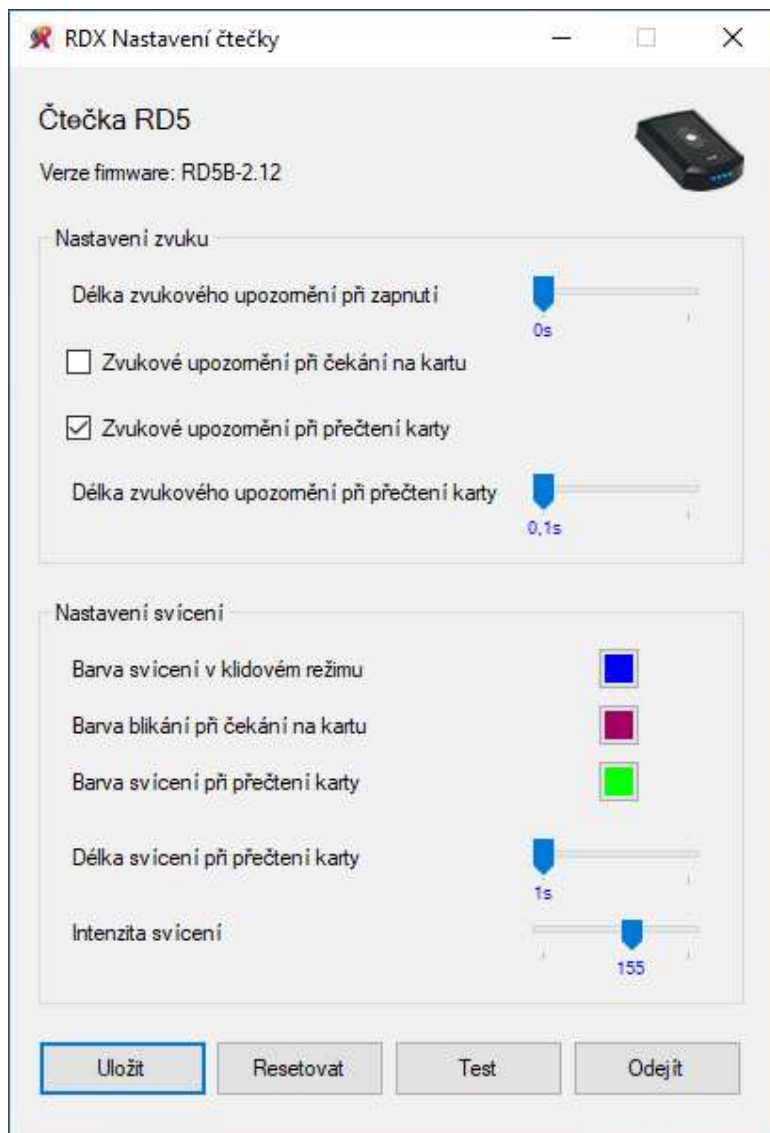 RDX Nastavení čtečky
Čtečka RD5
Verze firmware: RD5B-2.12
Nastavení zvuku
Délka zvukového upozornění při zapnutí
0s
Zvukové upozornění při čekání na kartu
Zvukové upozornění při přečtení karty
Délka zvukového upozornění při přečtení karty
0,1s
Nastavení svícení
Barva svícení v klidovém režimu
Barva blikání při čekání na kartu
Barva svícení při přečtení karty
Délka svícení při přečtení karty
1s
Intenzita svícení
155
Uložit Resetovat Test Odejít